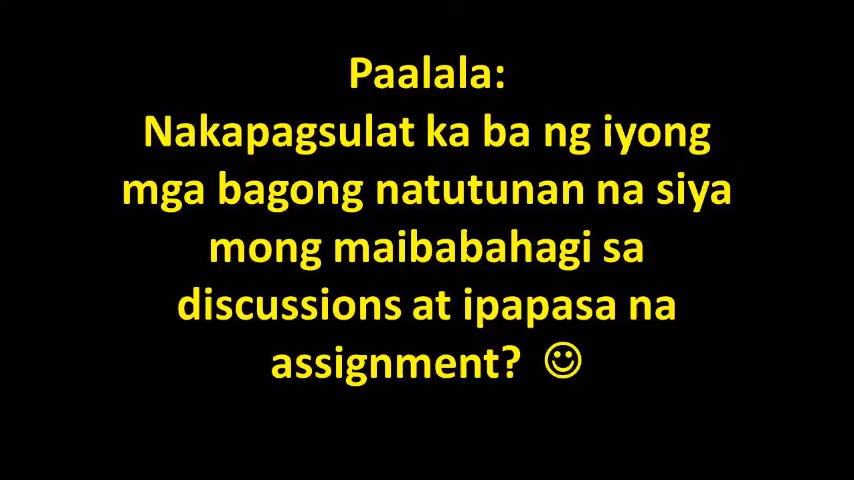 Paalala:
Nakapagsulat ka ba ng iyong
mga bagong natutunan na siya
mong maibabahagi sa
discussions at ipapasa na
assignment? ☺